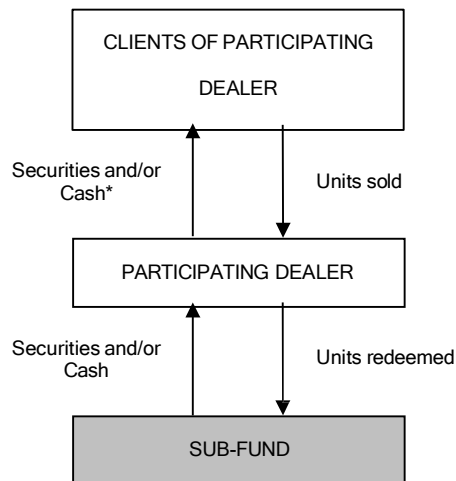 CLIENTS OF PARTICIPATING
DEALER
Securities and/or
Cash*
Units sold
PARTICIPATING DEALER
Securities and/or
Cash
Units redeemed
SUB-FUND